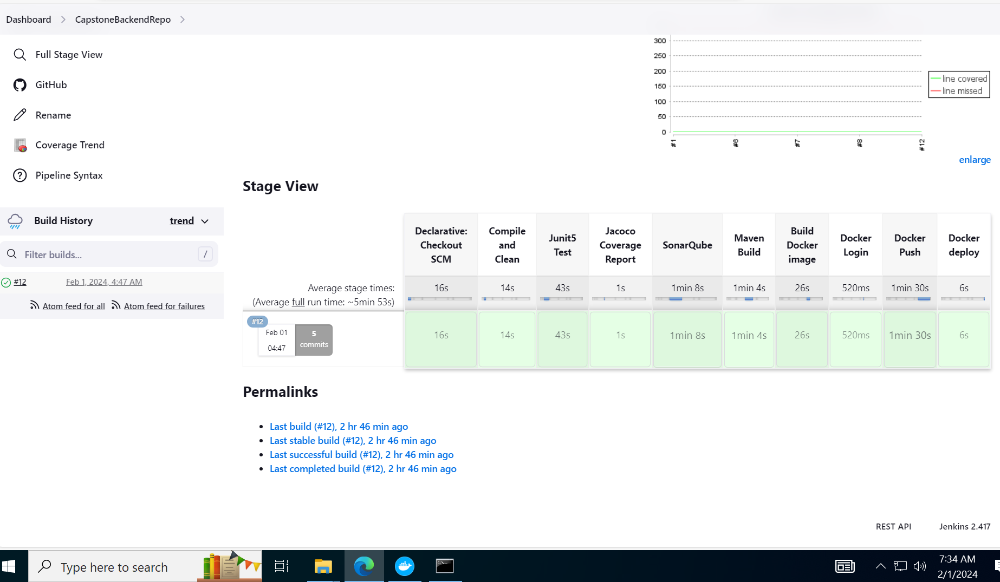 Dashboard > CapstoneBackendRepo >
Full Stage View
GitHub
Rename
Coverage Trend
Pipeline Syntax
Build History
trend
Filter builds...
/
#12
Feb 1, 2024, 4:47 AM
Atom feed for all
Atom feed for failures
300
250
200
150
100
50
0
#1
#6
#7
#8
#12
line covered
line missed
enlarge
Stage View
Declarative:
Checkout
SCM
Compile
and
Clean
Junit5
Test
Jacoco
Coverage
Report
SonarQube
Maven
Build
Build
Docker
image
Docker
Login
Docker
Push
Docker
deploy
Average stage times:
(Average full run time: ~5min 53s)
16s
14s
43s
1s
1min 8s
1min 4s
26s
520ms
1min 30s
6s
#12
Feb 01
04:47
5
commits
16s
14s
43s
1s
1min 8s
1min 4s
26s
520ms
1min 30s
6s
Permalinks
Last build (#12), 2 hr 46 min ago
Last stable build (#12), 2 hr 46 min ago
Last successful build (#12), 2 hr 46 min ago
Last completed build (#12), 2 hr 46 min ago
REST API
Jenkins 2.417
Type here to search
7:34 AM
2/1/2024